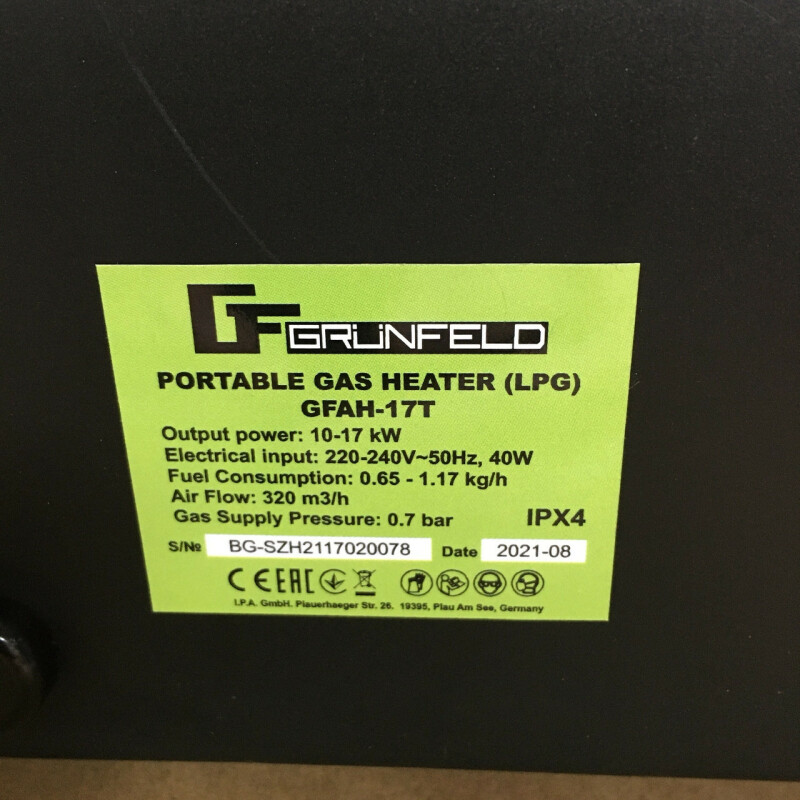 GF GRÜNFELD
PORTABLE GAS HEATER (LPG)
GFAH-17T
Output power: 10-17 kW
Electrical input: 220-240V~50Hz, 40W
Fuel Consumption: 0.65 - 1.17 kg/h
Air Flow: 320 m3/h
Gas Supply Pressure: 0.7 bar IPX4
S/№ BG-SZH2117020078 Date 2021-08
CE EAC
I.P.A. GmbH. Plauerhaeger Str. 26. 19395, Plau Am See, Germany